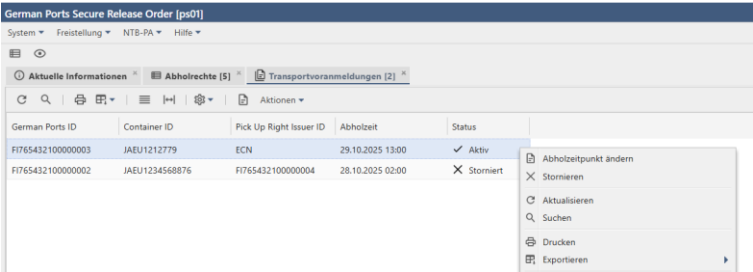 German Ports Secure Release Order [ps01]
System Freistellung NTB-PA Hilfe
Aktuelle Informationen × Abholrechte [5] × Transportvoranmeldungen [2] ×
Aktionen
German Ports ID Container ID Pick Up Right Issuer ID Abholzeit Status
FI765432100000003 JAEU1212779 ECN 29.10.2025 13:00 Aktiv
FI765432100000002 JAEU1234568876 FI765432100000004 28.10.2025 02:00 Storniert
Abholzeitpunkt ändern
Stornieren
Aktualisieren
Suchen
Drucken
Exportieren